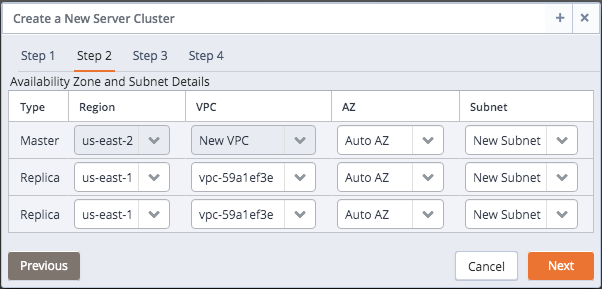 Create a New Server Cluster
Step 1 Step 2 Step 3 Step 4
Availability Zone and Subnet Details
Type Region VPC AZ Subnet
Master us-east-2 New VPC Auto AZ New Subnet
Replica us-east-1 vpc-59a1ef3e Auto AZ New Subnet
Replica us-east-1 vpc-59a1ef3e Auto AZ New Subnet
Previous Cancel Next